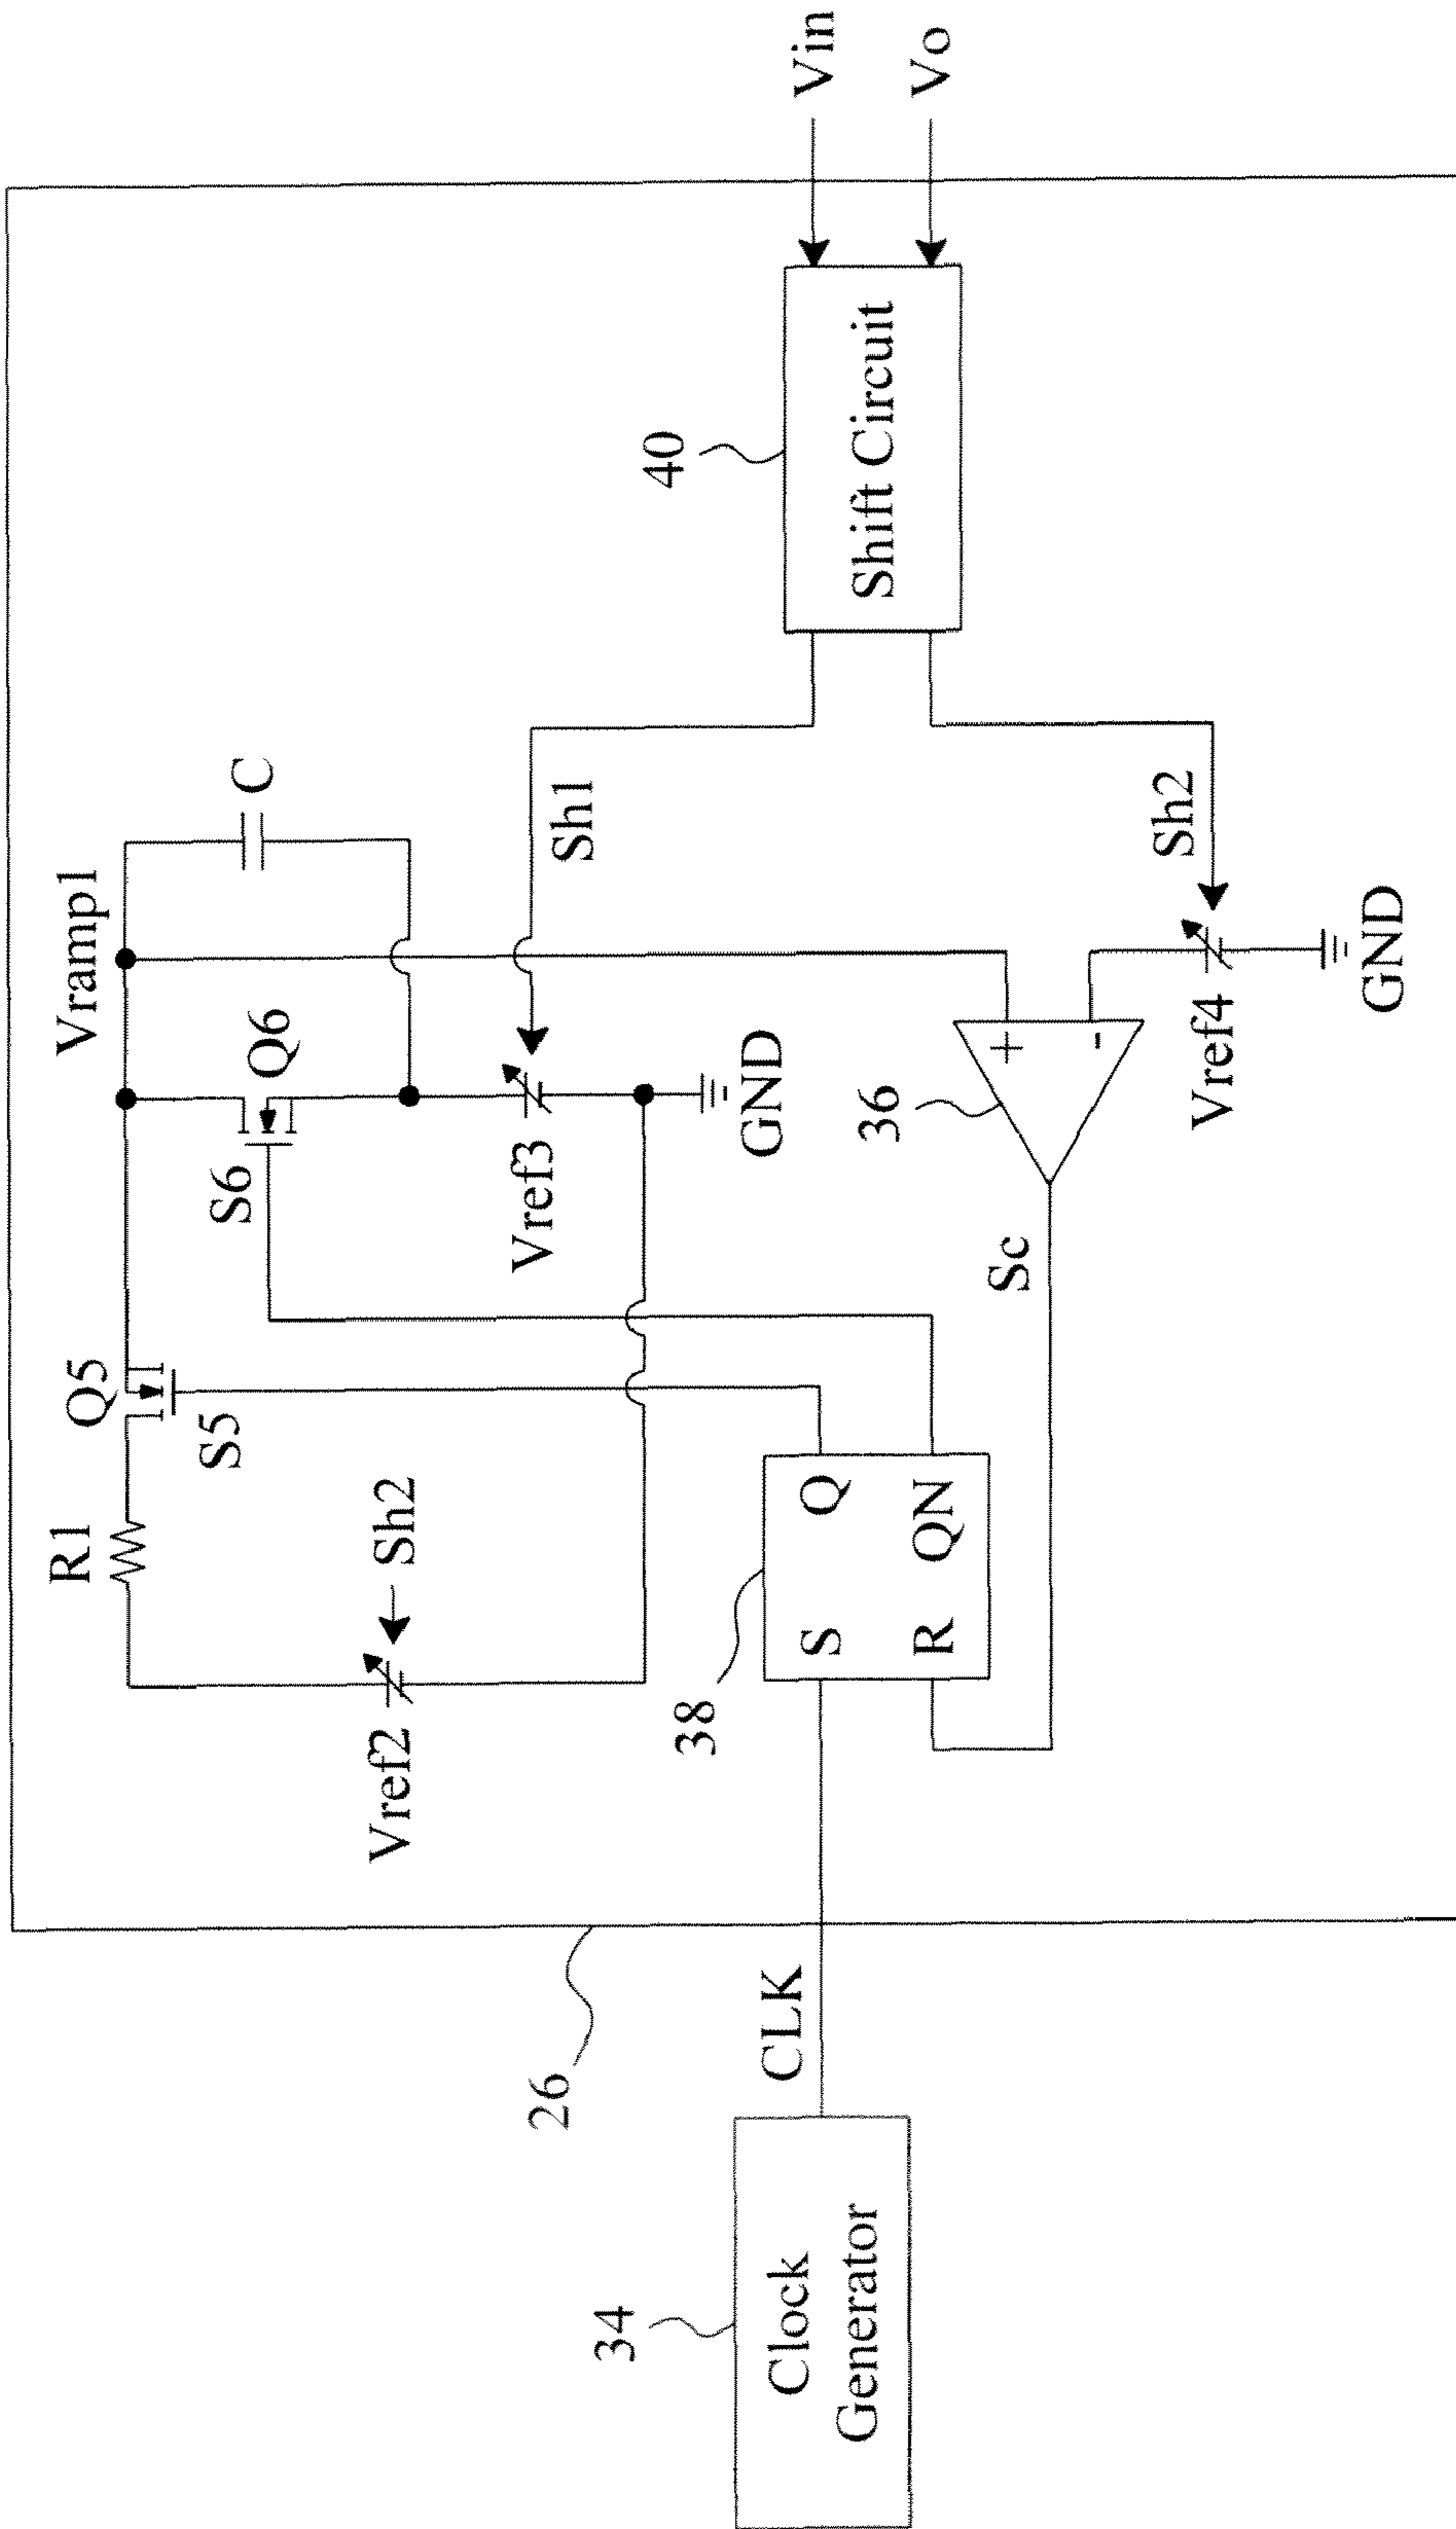 Vramp1
R1
Q5
Q6
C
S5
S6
Vref2
Sh2
Vref3
Sh1
GND
26
40
Shift Circuit
Vin
Vo
34
Clock
Generator
CLK
38
S
Q
R
QN
36
+
-
Sc
Sh2
Vref4
GND